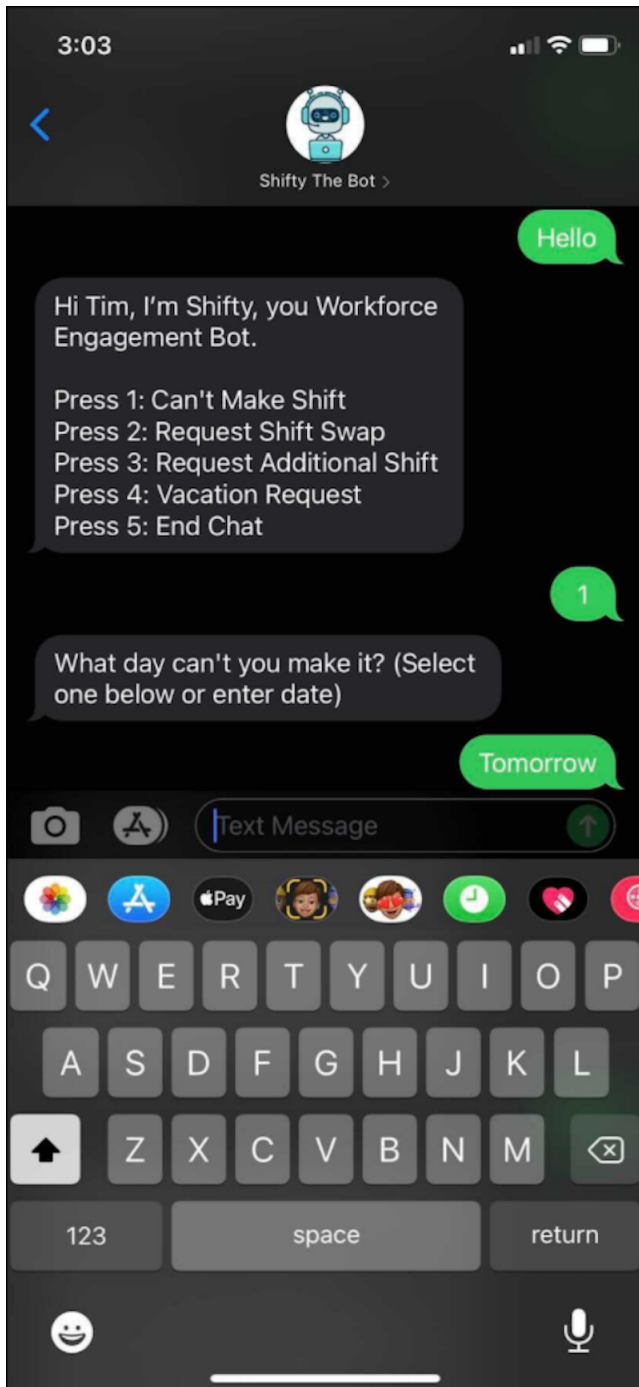 3:03
Shifty The Bot >
Hello
Hi Tim, I'm Shifty, you Workforce
Engagement Bot.
Press 1: Can't Make Shift
Press 2: Request Shift Swap
Press 3: Request Additional Shift
Press 4: Vacation Request
Press 5: End Chat
1
What day can't you make it? (Select
one below or enter date)
Tomorrow
Text Message
Pay
Q W E R T Y U I O P
A S D F G H J K L
Z X C V B N M
123 space return